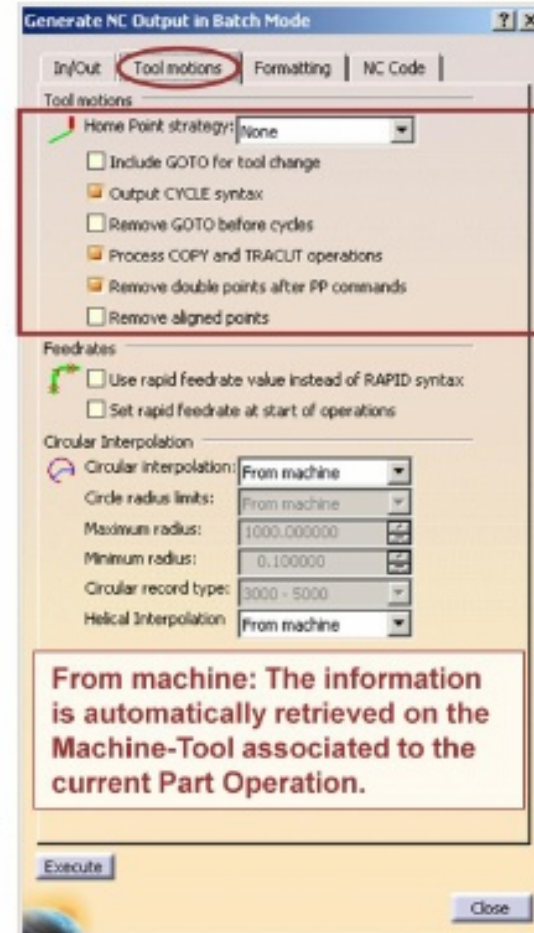 Generate NC Output in Batch Mode ? X
In/Out Tool motions Formatting NC Code
Tool motions
Home Point strategy: None
Include GOTO for tool change
Output CYCLE syntax
Remove GOTO before cycles
Process COPY and TRACUT operations
Remove double points after PP commands
Remove aligned points
Feedrates
Use rapid feedrate value instead of RAPID syntax
Set rapid feedrate at start of operations
Circular Interpolation
Circular interpolation: From machine
Circle radius limits: From machine
Maximum radius: 1000.000000
Minimum radius: 0.100000
Circular record type: 3000 - 5000
Helical Interpolation From machine
From machine: The information
is automatically retrieved on the
Machine-Tool associated to the
current Part Operation.
Execute
Close